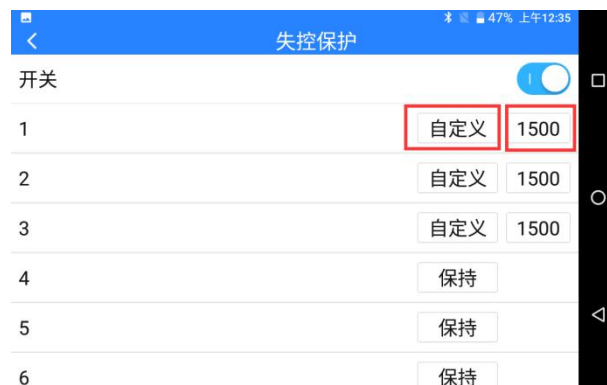 47% 上午12:35
失控保护
开关
1 自定义 1500
2 自定义 1500
3 自定义 1500
4 保持
5 保持
6 保持